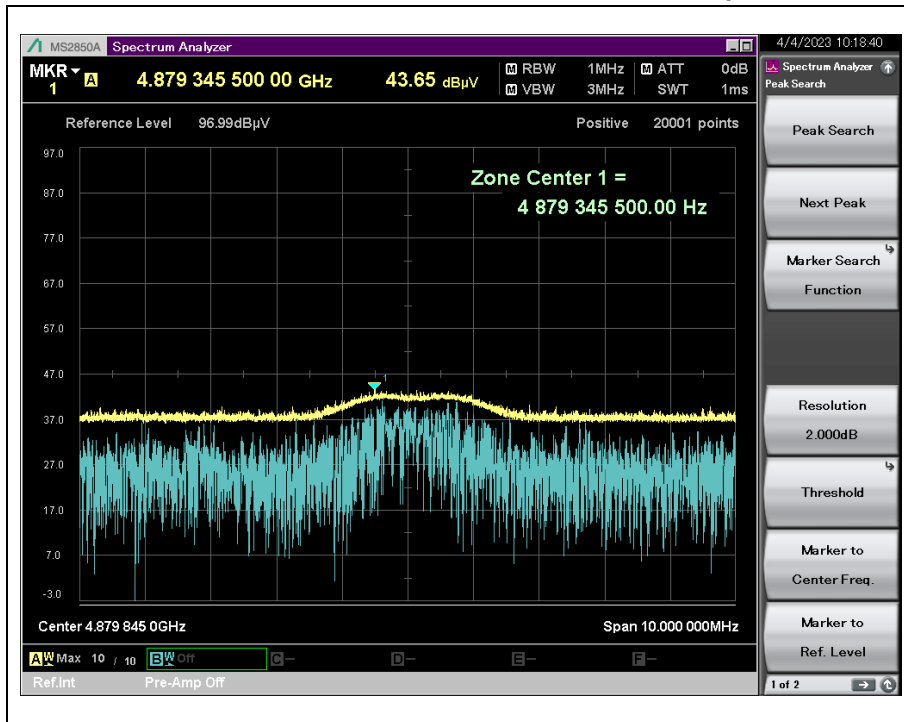 MS2850A Spectrum Analyzer
4/4/2023 10:18:40
MKR 1 A 4.879 345 500 00 GHz 43.65 dBµV
M RBW 1MHz M ATT 0dB
M VBW 3MHz SWT 1ms
Spectrum Analyzer
Peak Search
Reference Level 96.99dBµV Positive 20001 points
Peak Search
97.0
Zone Center 1 =
87.0
4 879 345 500.00 Hz
Next Peak
77.0
Marker Search
Function
67.0
57.0
47.0
1
37.0
Resolution
2.000dB
27.0
Threshold
17.0
7.0
Marker to
Center Freq.
-3.0
Center 4.879 845 0GHz Span 10.000 000MHz
Marker to
Ref. Level
A W Max 10 / 10 B W Off C – D – E – F –
Ref.Int Pre-Amp Off
1 of 2